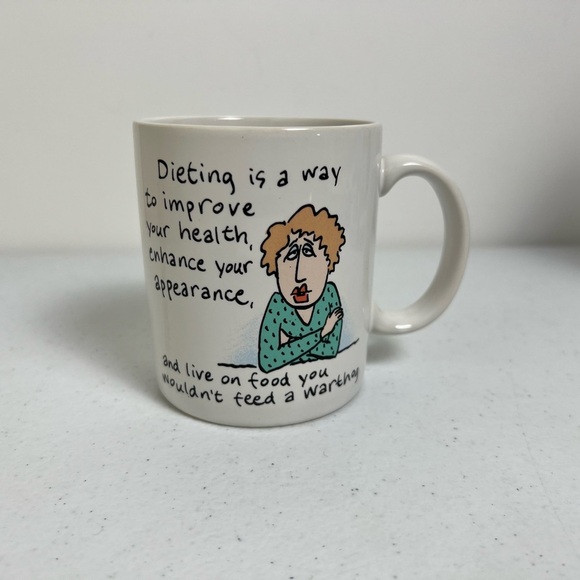 Dieting is a way
to improve
your health,
enhance your
appearance,
and live on food you
wouldn't feed a warthog